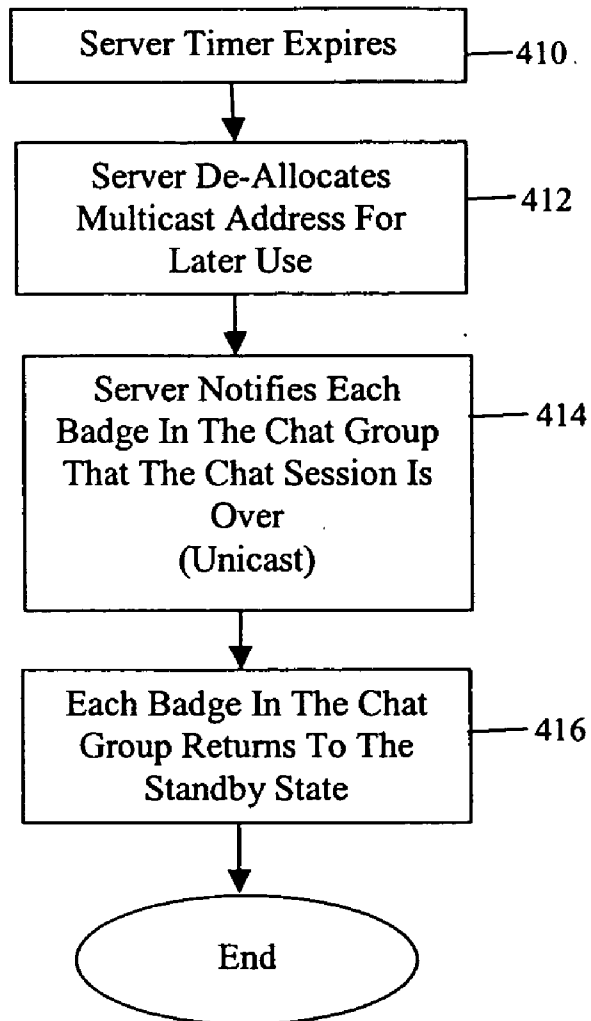 Server Timer Expires
410
Server De-Allocates
Multicast Address For
Later Use
412
Server Notifies Each
Badge In The Chat Group
That The Chat Session Is
Over
(Unicast)
414
Each Badge In The Chat
Group Returns To The
Standby State
416
End